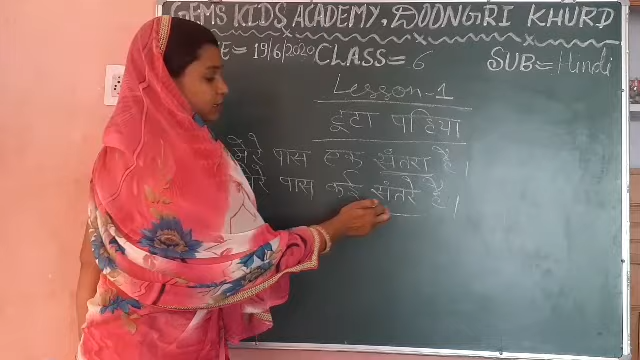 GEMS KIDS ACADEMY, DOONGRI KHURD
E= 19/6/2020 CLASS= 6 SUB= Hindi
Lesson-1
टूटा पहिया
मेरे पास एक संतरा है।
मेरे पास कई संतरे हैं।